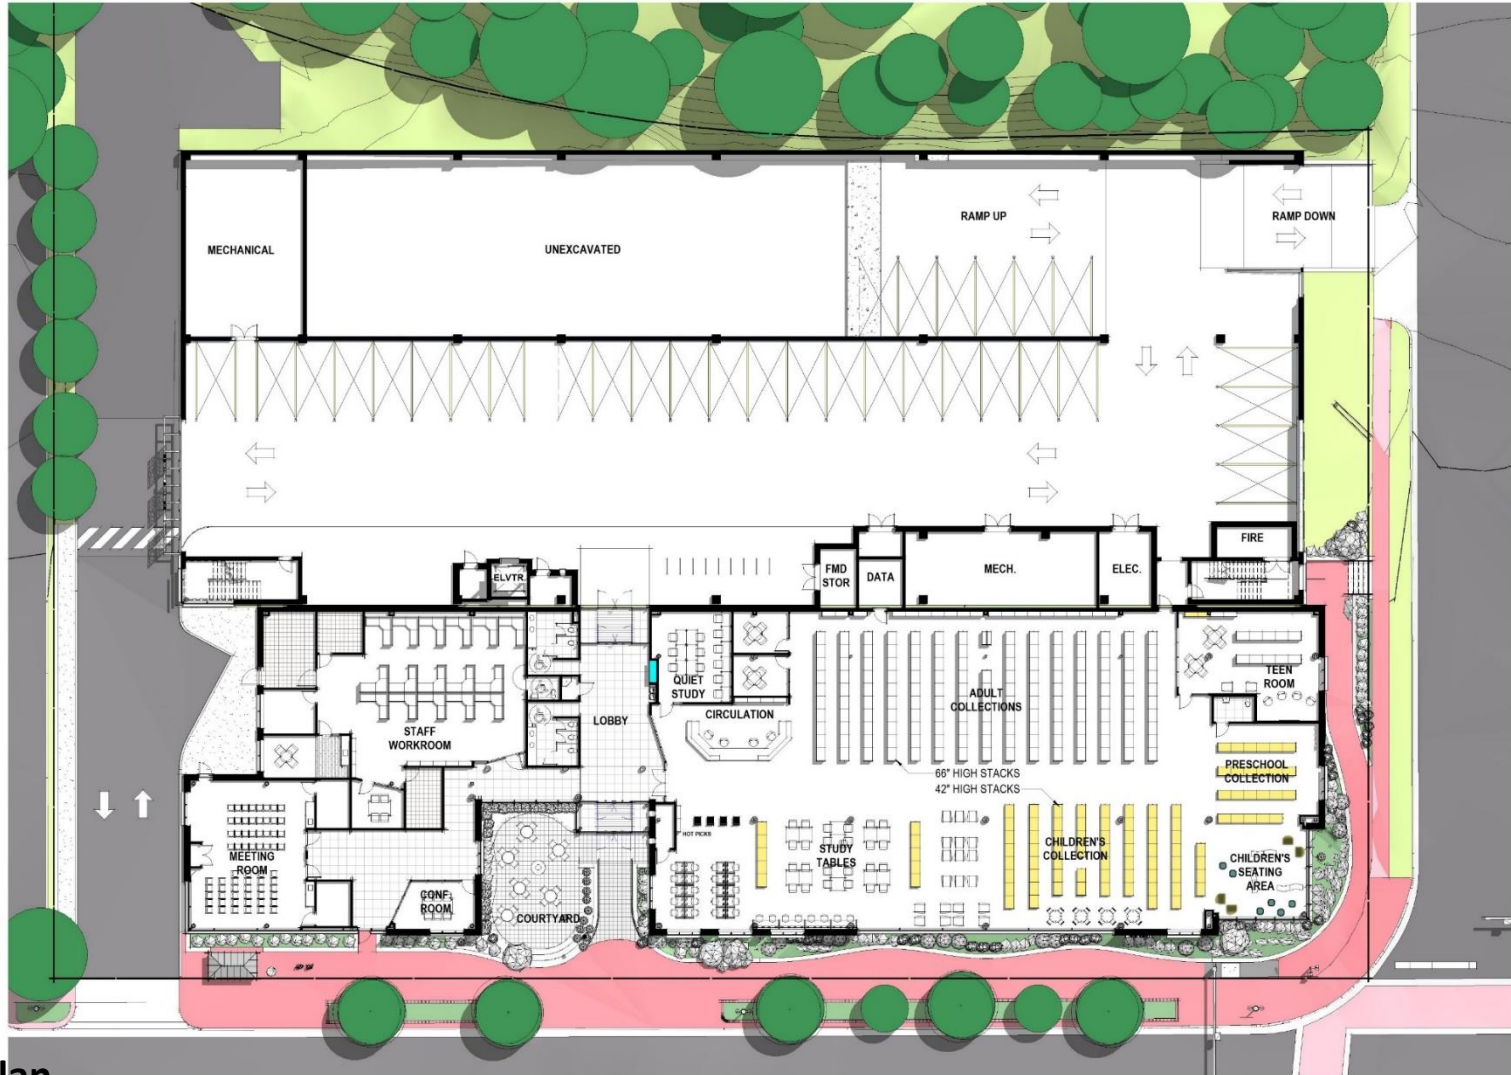 RAMP UP
RAMP DOWN
MECHANICAL
UNEXCAVATED
FIRE
ELVTR.
FMD
STOR
DATA
MECH.
ELEC.
QUIET
STUDY
TEEN
ROOM
ADULT
COLLECTIONS
LOBBY
CIRCULATION
STAFF
WORKROOM
66" HIGH STACKS
42" HIGH STACKS
PRESCHOOL
COLLECTION
HOT PICKS
STUDY
TABLES
CHILDREN'S
COLLECTION
MEETING
ROOM
CHILDREN'S
SEATING
AREA
CONF.
ROOM
COURTYARD